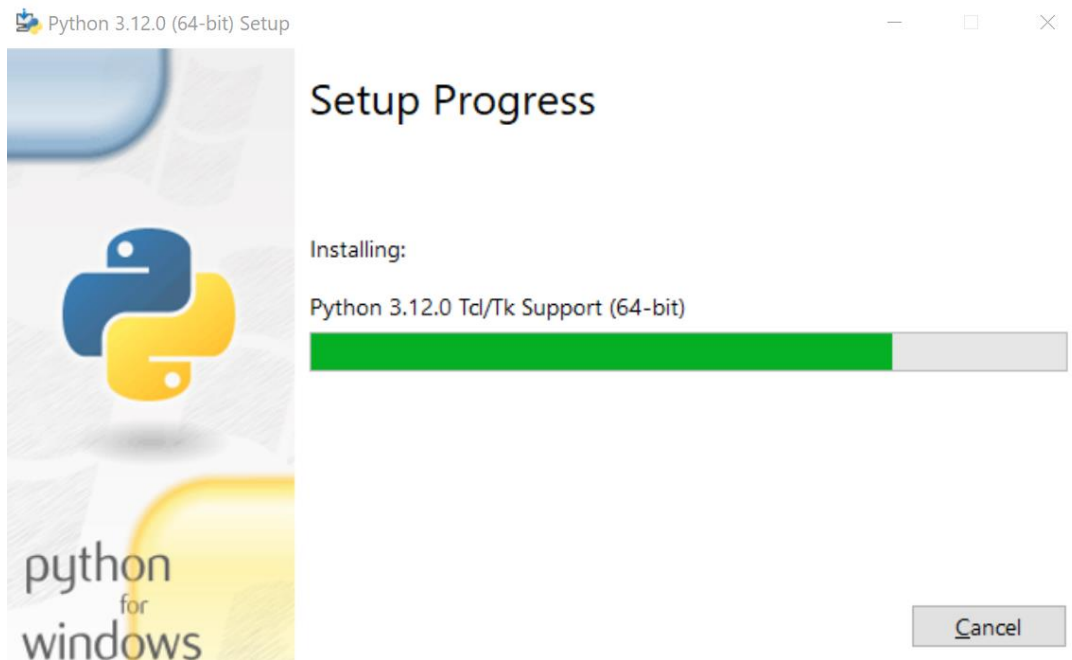 Python 3.12.0 (64-bit) Setup
Setup Progress
Installing:
Python 3.12.0 Tcl/Tk Support (64-bit)
python
for
windows
Cancel